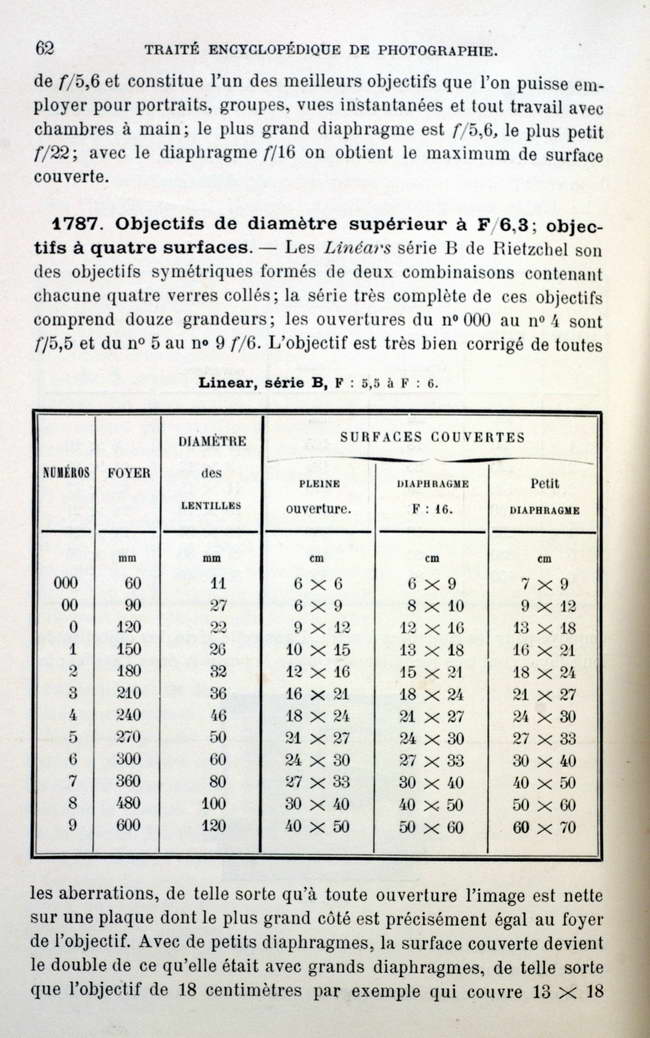 62 TRAITÉ ENCYCLOPÉDIQUE DE PHOTOGRAPHIE.
de f/5,6 et constitue l'un des meilleurs objectifs que l'on puisse em-
ployer pour portraits, groupes, vues instantanées et tout travail avec
chambres à main; le plus grand diaphragme est f/5,6, le plus petit
f/22; avec le diaphragme f/16 on obtient le maximum de surface
couverte.
1787. Objectifs de diamètre supérieur à F/6,3; objec-
tifs à quatre surfaces. — Les Linéars série B de Rietzchel son
des objectifs symétriques formés de deux combinaisons contenant
chacune quatre verres collés; la série très complète de ces objectifs
comprend douze grandeurs; les ouvertures du nº 000 au nº 4 sont
f/5,5 et du nº 5 au nº 9 f/6. L'objectif est très bien corrigé de toutes
Linear, série B, F : 5,5 à F : 6.
NUMÉROS FOYER DIAMÈTRE des LENTILLES SURFACES COUVERTES
PLEINE ouverture. DIAPHRAGME F : 16. Petit DIAPHRAGME
mm mm cm cm cm
000 60 11 6 × 6 6 × 9 7 × 9
00 90 27 6 × 9 8 × 10 9 × 12
0 120 22 9 × 12 12 × 16 13 × 18
1 150 26 10 × 15 13 × 18 16 × 21
2 180 32 12 × 16 15 × 21 18 × 24
3 210 36 16 × 21 18 × 24 21 × 27
4 240 46 18 × 24 21 × 27 24 × 30
5 270 50 21 × 27 24 × 30 27 × 33
6 300 60 24 × 30 27 × 33 30 × 40
7 360 80 27 × 33 30 × 40 40 × 50
8 480 100 30 × 40 40 × 50 50 × 60
9 600 120 40 × 50 50 × 60 60 × 70
les aberrations, de telle sorte qu'à toute ouverture l'image est nette
sur une plaque dont le plus grand côté est précisément égal au foyer
de l'objectif. Avec de petits diaphragmes, la surface couverte devient
le double de ce qu'elle était avec grands diaphragmes, de telle sorte
que l'objectif de 18 centimètres par exemple qui couvre 13 × 18